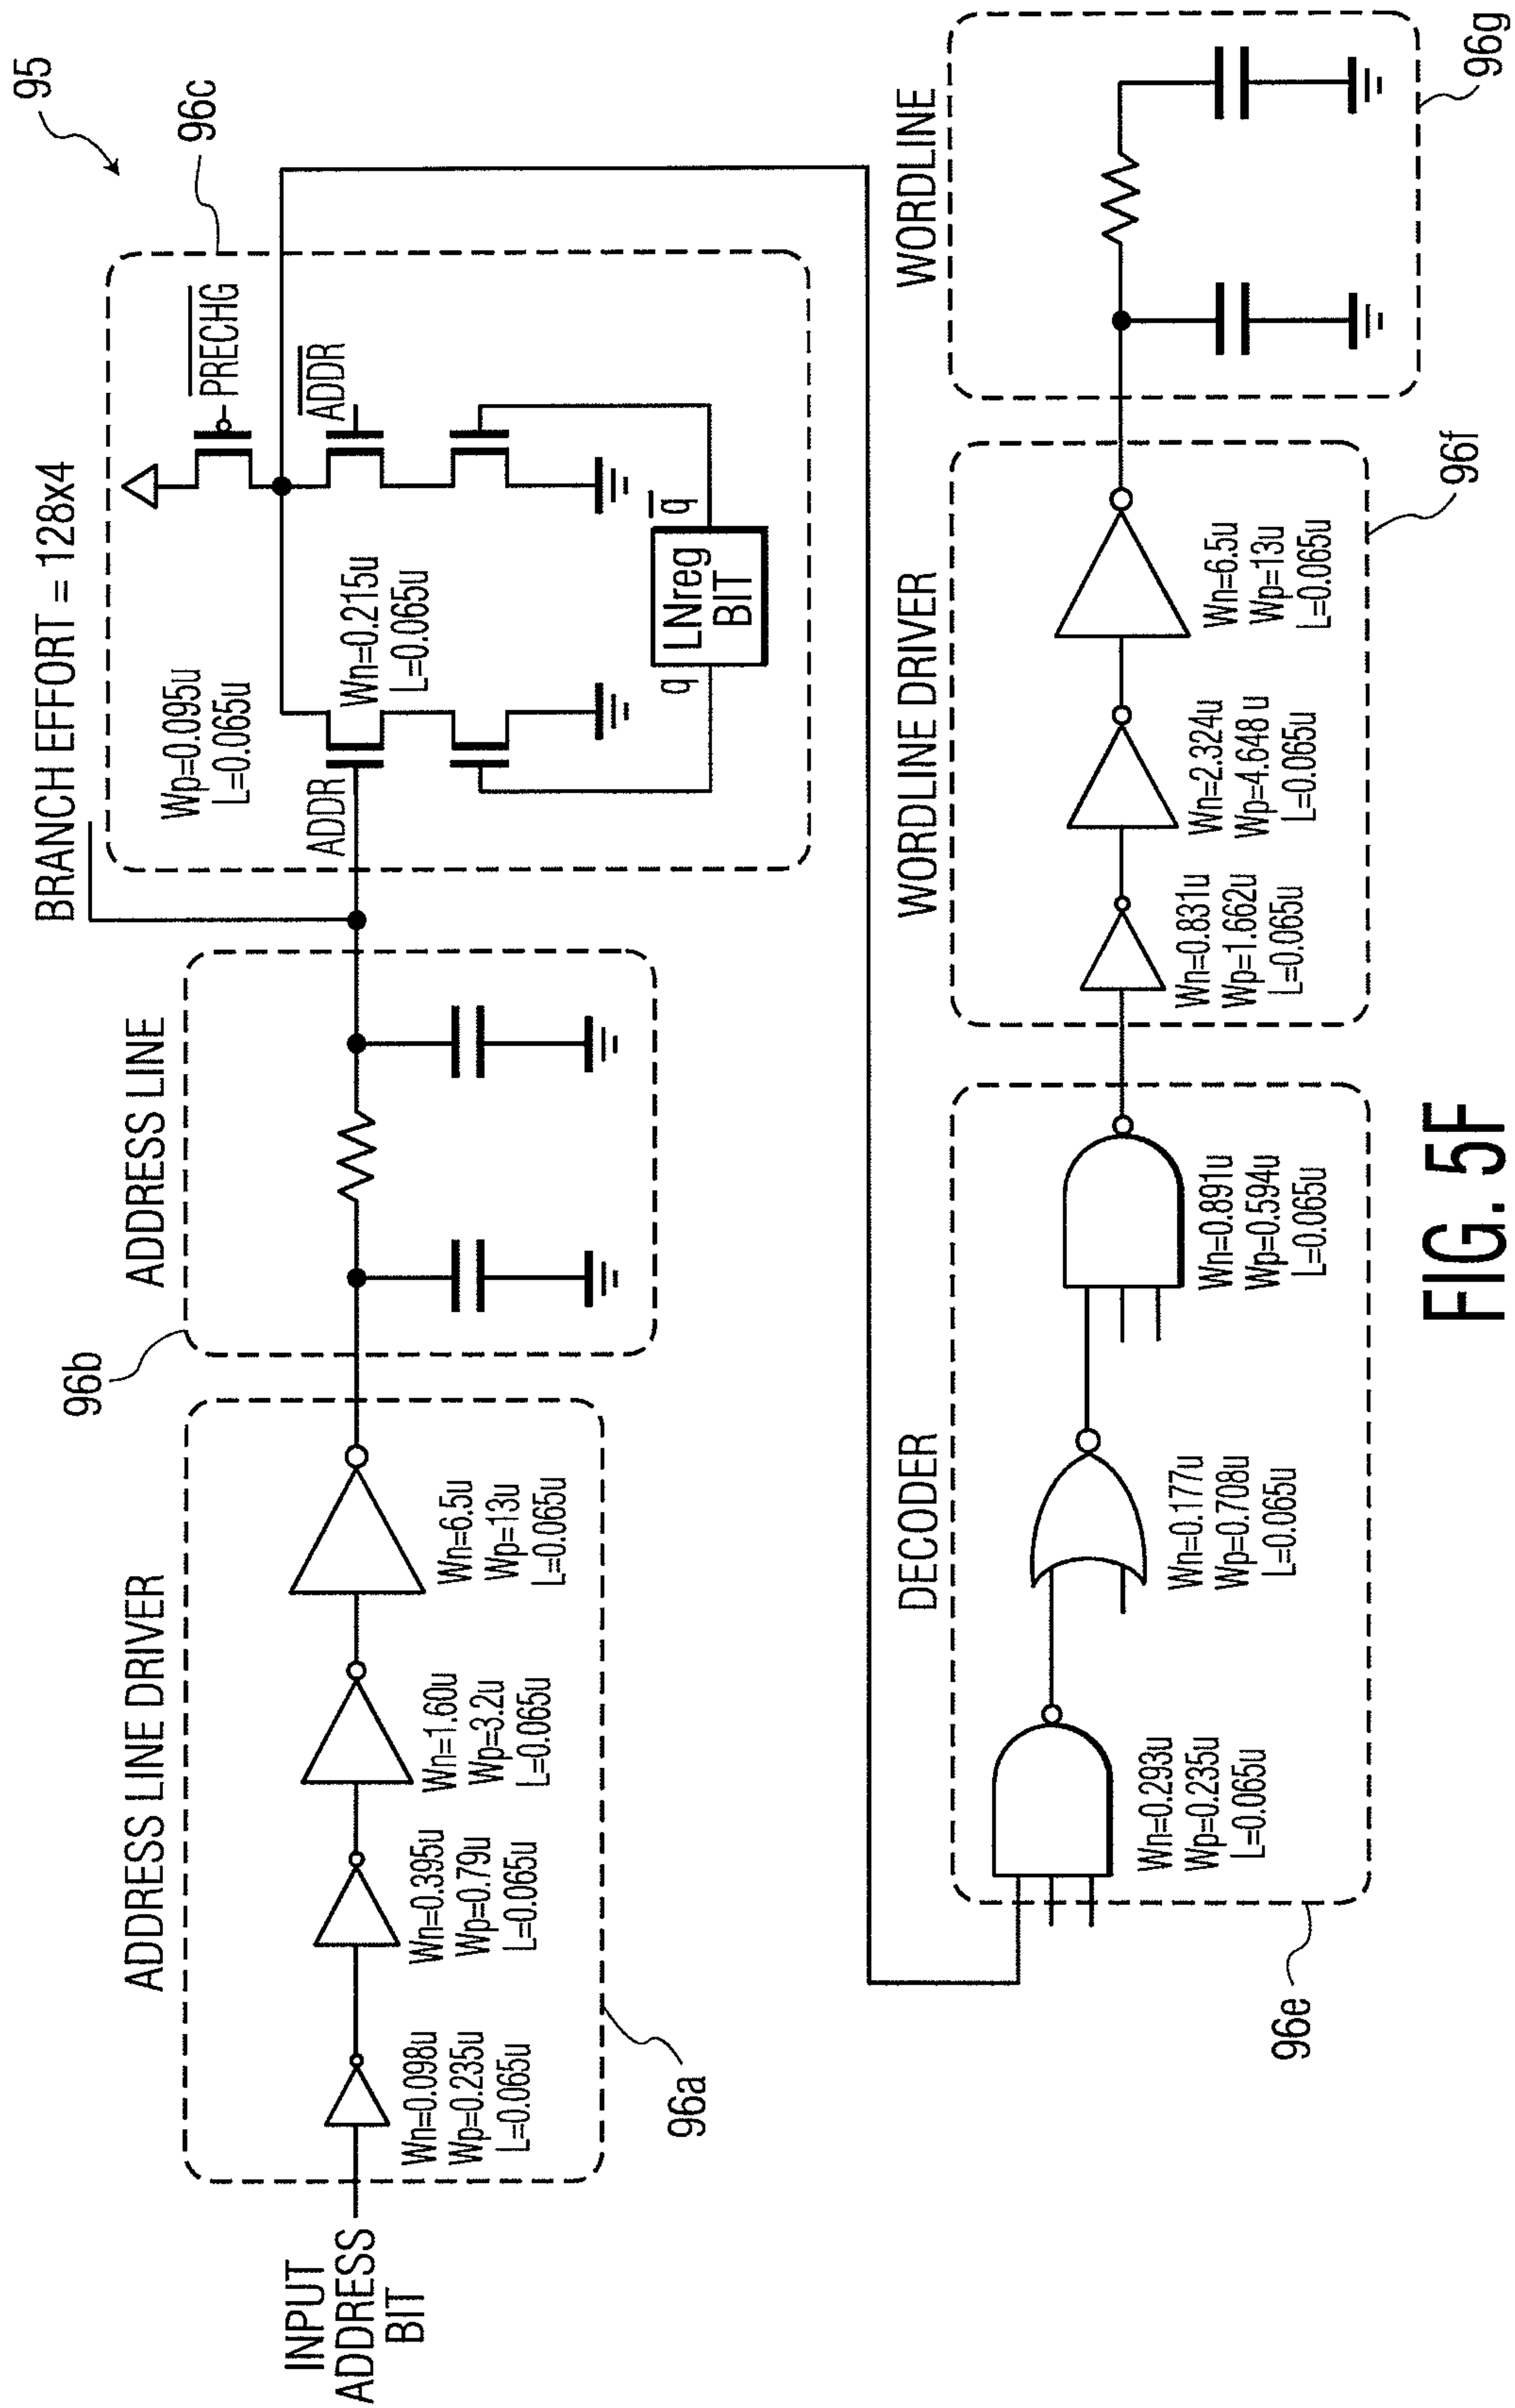 95
BRANCH EFFORT = 128x4
96c
Wp=0.095u
L=0.065u
PRECHG
ADDR
ADDR
Wn=0.215u
L=0.065u
q
LNreg
BIT
q
ADDRESS LINE
96b
ADDRESS LINE DRIVER
INPUT
ADDRESS
BIT
Wn=0.098u
Wp=0.235u
L=0.065u
Wn=0.395u
Wp=0.79u
L=0.065u
Wn=1.60u
Wp=3.2u
L=0.065u
Wn=6.5u
Wp=13u
L=0.065u
96a
DECODER
Wn=0.293u
Wp=0.235u
L=0.065u
Wn=0.177u
Wp=0.708u
L=0.065u
Wn=0.891u
Wp=0.594u
L=0.065u
96e
WORDLINE DRIVER
Wn=0.831u
Wp=1.662u
L=0.065u
Wn=2.324u
Wp=4.648 u
L=0.065u
Wn=6.5u
Wp=13u
L=0.065u
96f
WORDLINE
96g
FIG. 5F